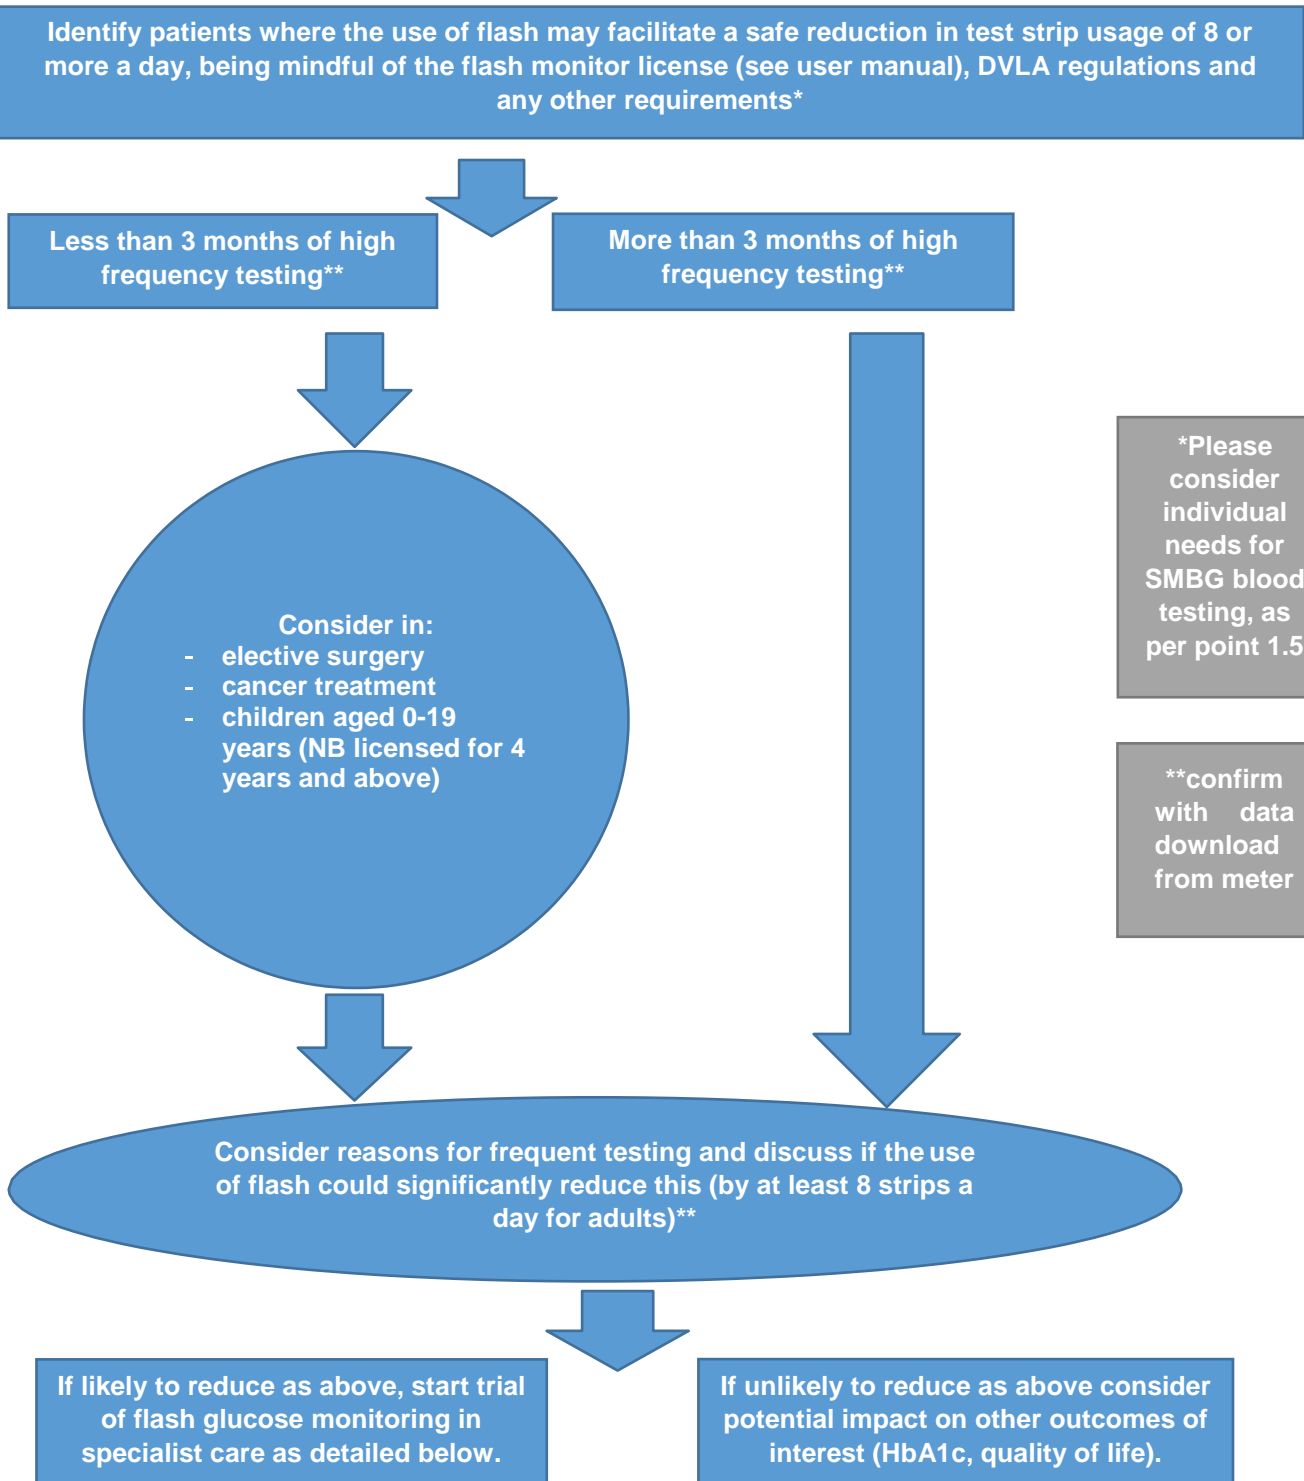 Identify patients where the use of flash may facilitate a safe reduction in test strip usage of 8 or
more a day, being mindful of the flash monitor license (see user manual), DVLA regulations and
any other requirements*
Less than 3 months of high
frequency testing**
More than 3 months of high
frequency testing**
*Please
consider
individual
needs for
SMBG blood
testing, as
per point 1.5
Consider in:
- elective surgery
- cancer treatment
- children aged 0-19
years (NB licensed for 4
years and above)
**confirm
with data
download
from meter
Consider reasons for frequent testing and discuss if the use
of flash could significantly reduce this (by at least 8 strips a
day for adults)**
If likely to reduce as above, start trial
of flash glucose monitoring in
specialist care as detailed below.
If unlikely to reduce as above consider
potential impact on other outcomes of
interest (HbA1c, quality of life).